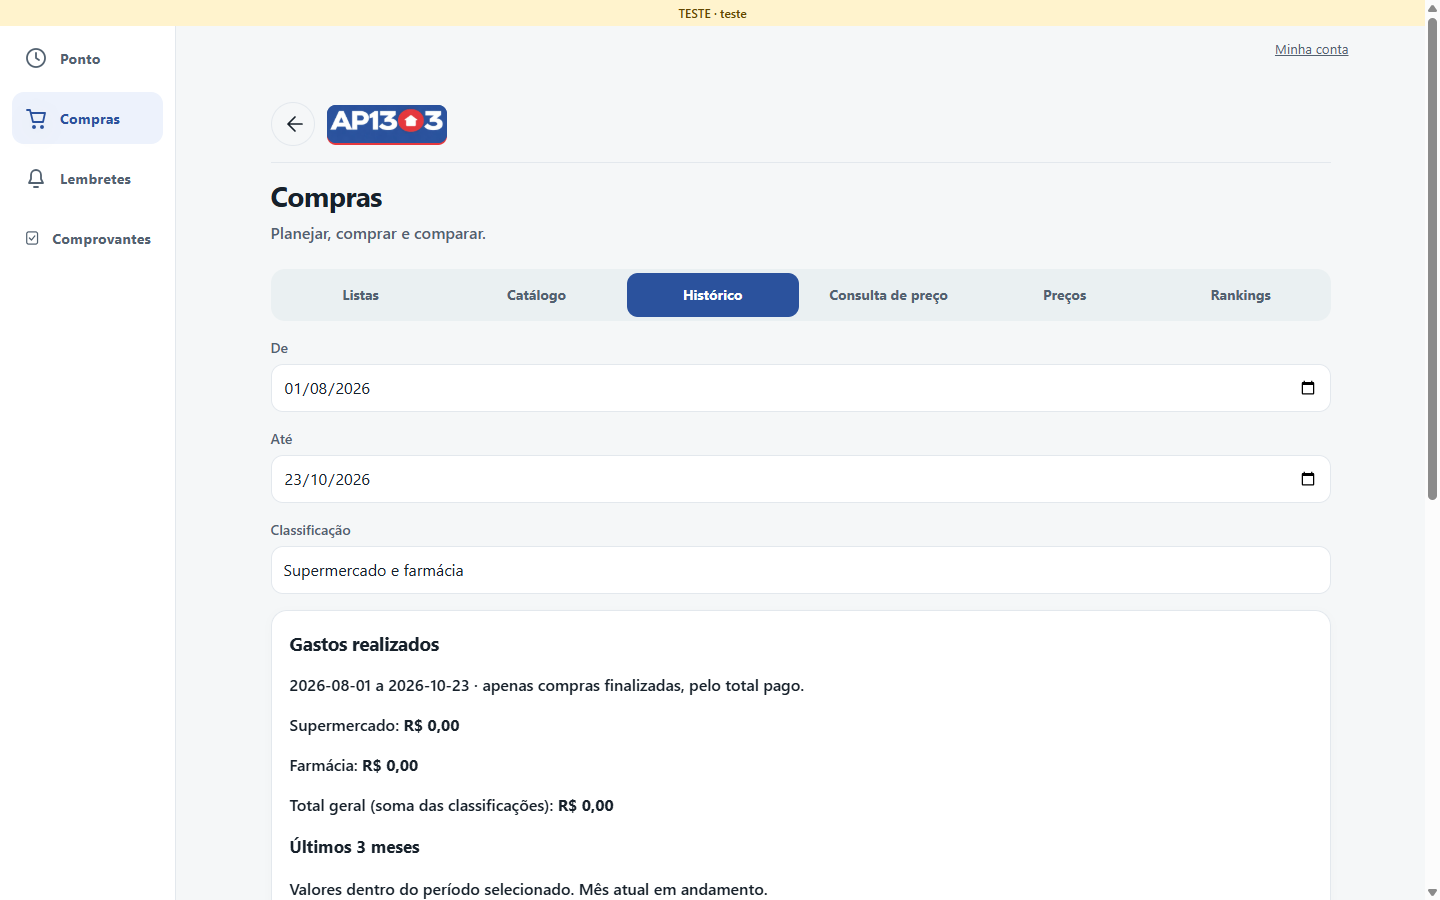 TESTE · teste
Ponto
Compras
Lembretes
Comprovantes
Minha conta
AP1303
Compras
Planejar, comprar e comparar.
Listas
Catálogo
Histórico
Consulta de preço
Preços
Rankings
De
01/08/2026
Até
23/10/2026
Classificação
Supermercado e farmácia
Gastos realizados
2026-08-01 a 2026-10-23 · apenas compras finalizadas, pelo total pago.
Supermercado: R$ 0,00
Farmácia: R$ 0,00
Total geral (soma das classificações): R$ 0,00
Últimos 3 meses
Valores dentro do período selecionado. Mês atual em andamento.